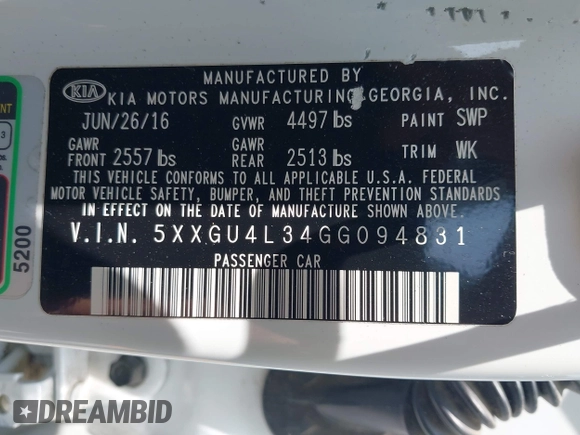 MANUFACTURED BY
KIA KIA MOTORS MANUFACTURING GEORGIA, INC.
JUN/26/16 GVWR 4497 lbs PAINT SWP
GAWR FRONT 2557 lbs GAWR REAR 2513 lbs TRIM WK
THIS VEHICLE CONFORMS TO ALL APPLICABLE U.S.A. FEDERAL
MOTOR VEHICLE SAFETY, BUMPER, AND THEFT PREVENTION STANDARDS
IN EFFECT ON THE DATE OF MANUFACTURE SHOWN ABOVE.
V.I.N. 5XXGU4L34GG094831
PASSENGER CAR
5200
DREAMBID